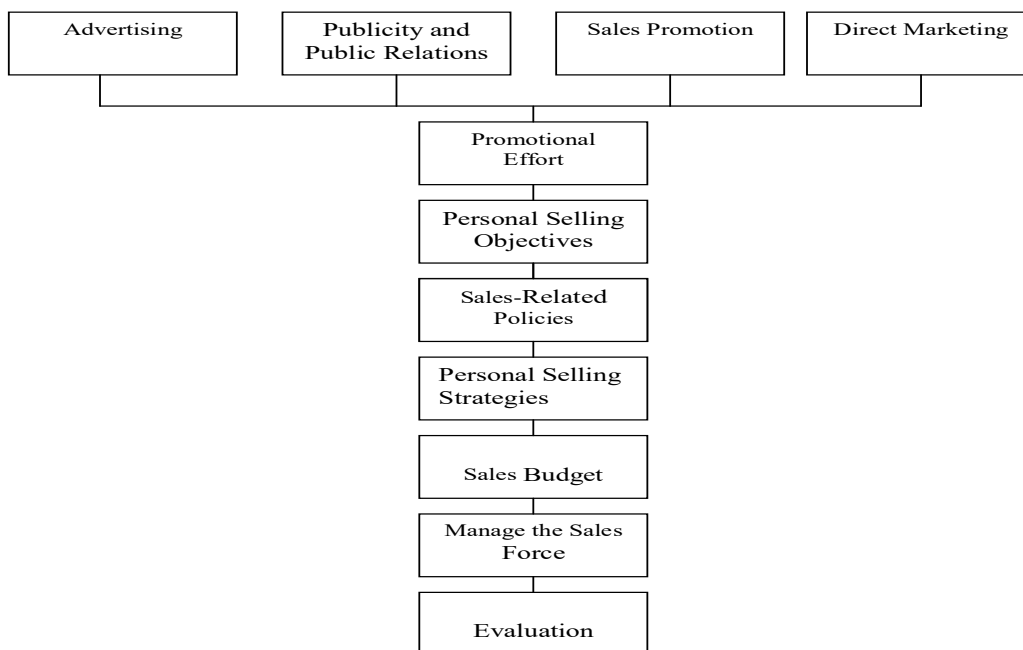 Advertising
Publicity and
Public Relations
Sales Promotion
Direct Marketing
Promotional
Effort
Personal Selling
Objectives
Sales-Related
Policies
Personal Selling
Strategies
Sales Budget
Manage the Sales
Force
Evaluation